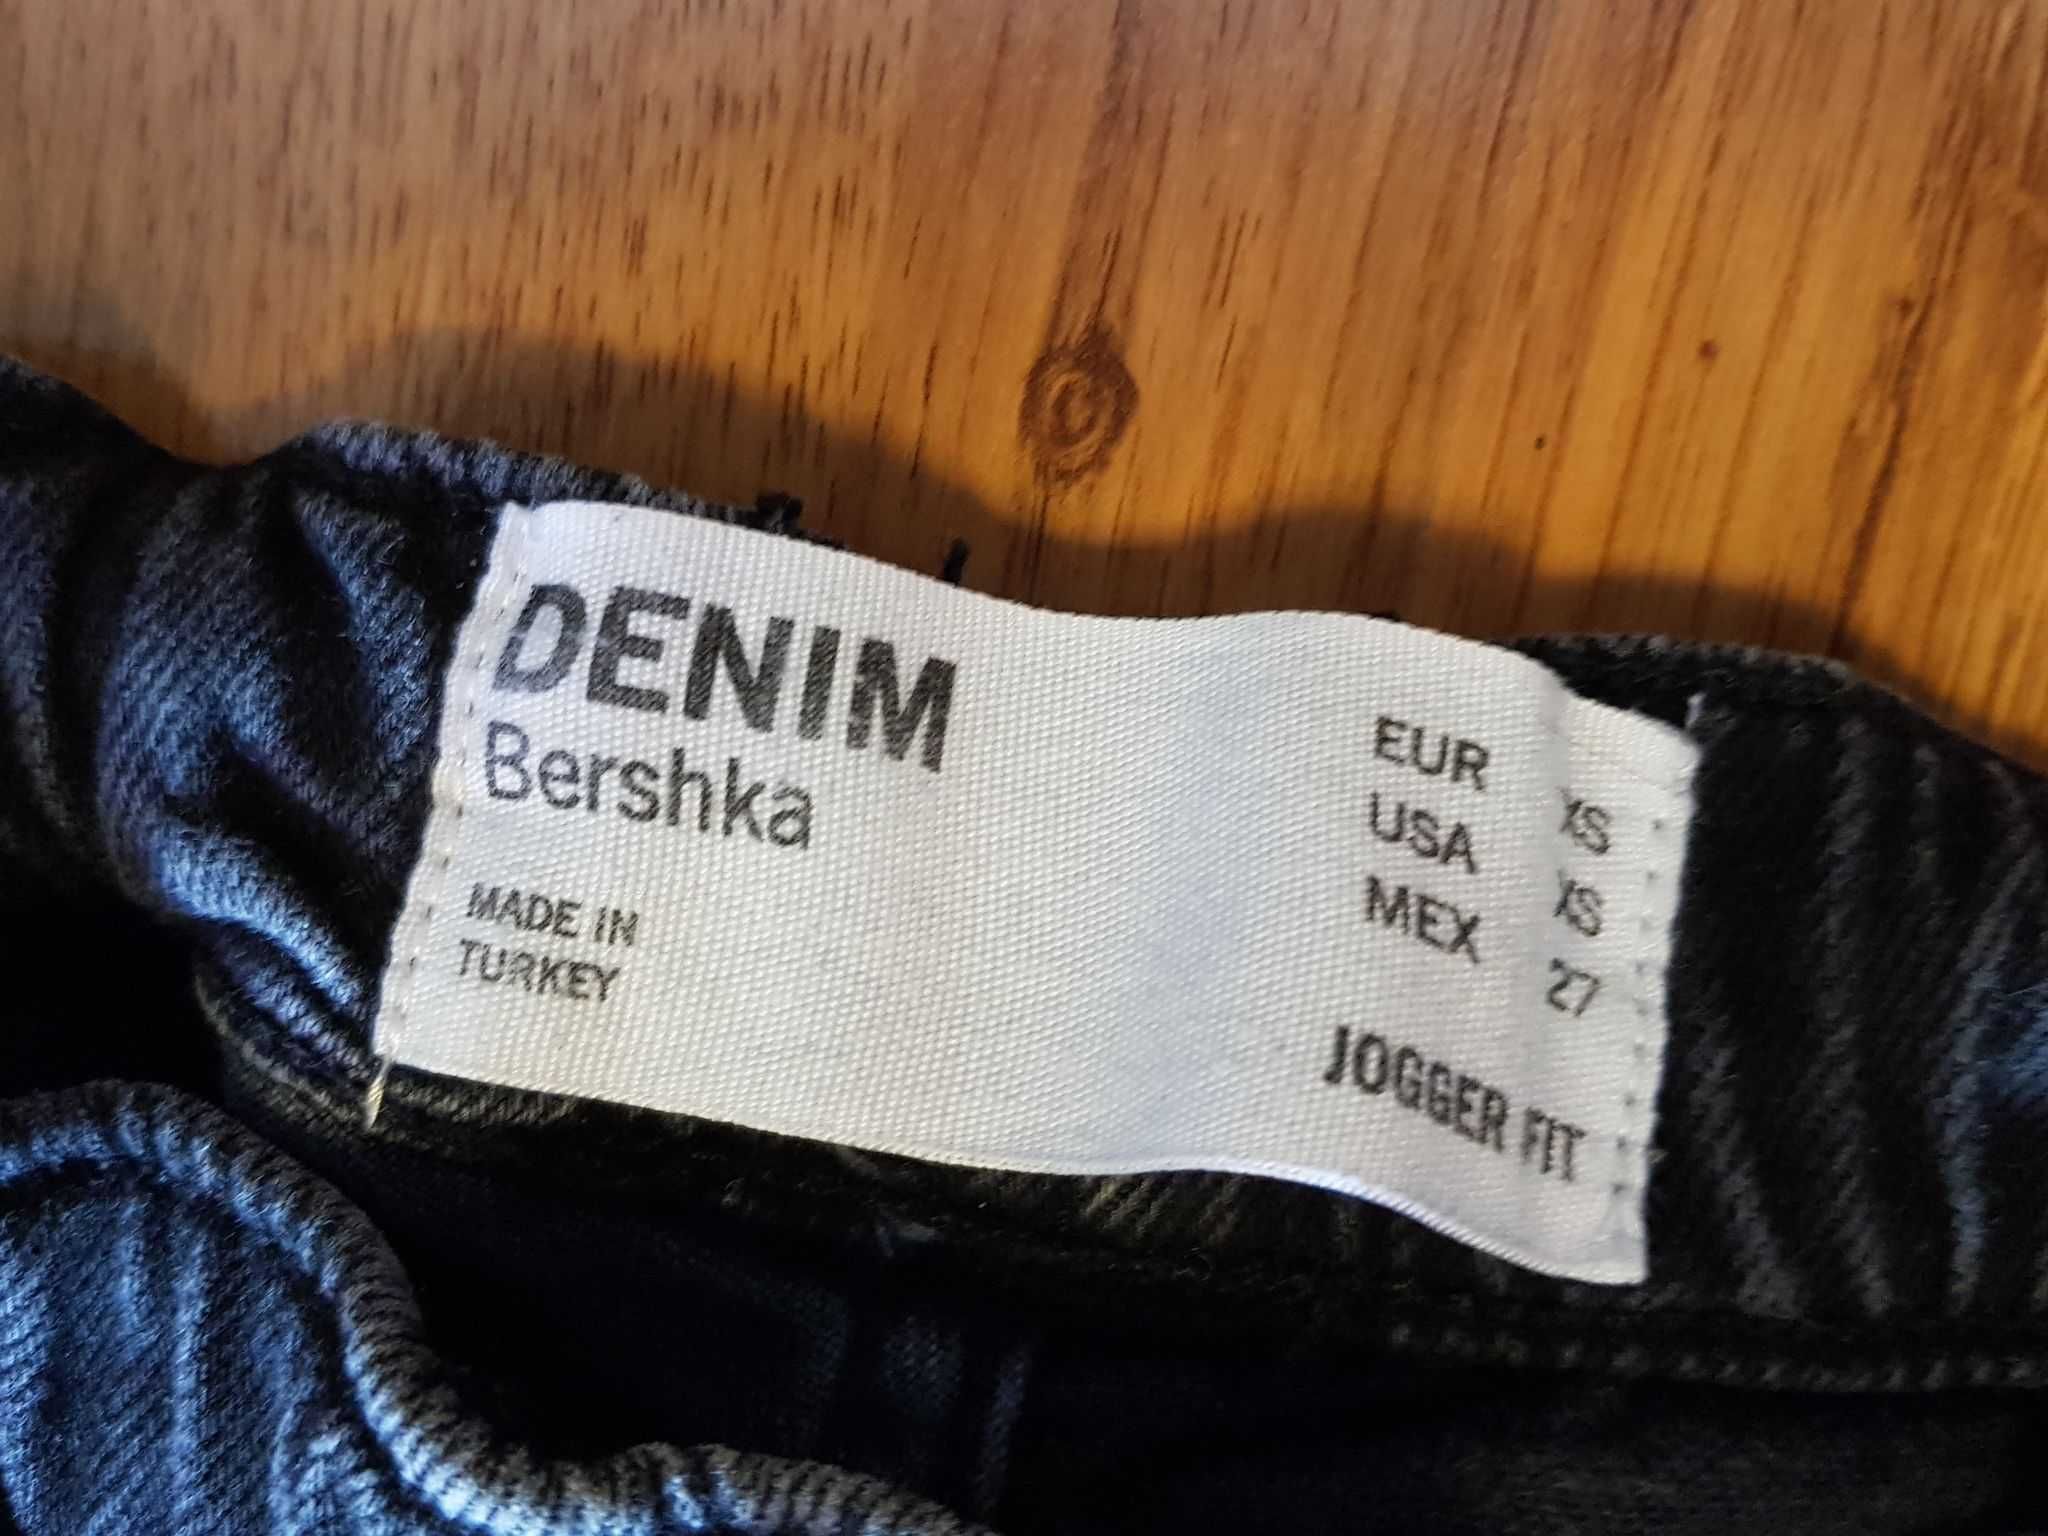 DENIM
Bershka
MADE IN
TURKEY
EUR XS
USA XS
MEX 27
JOGGER FIT